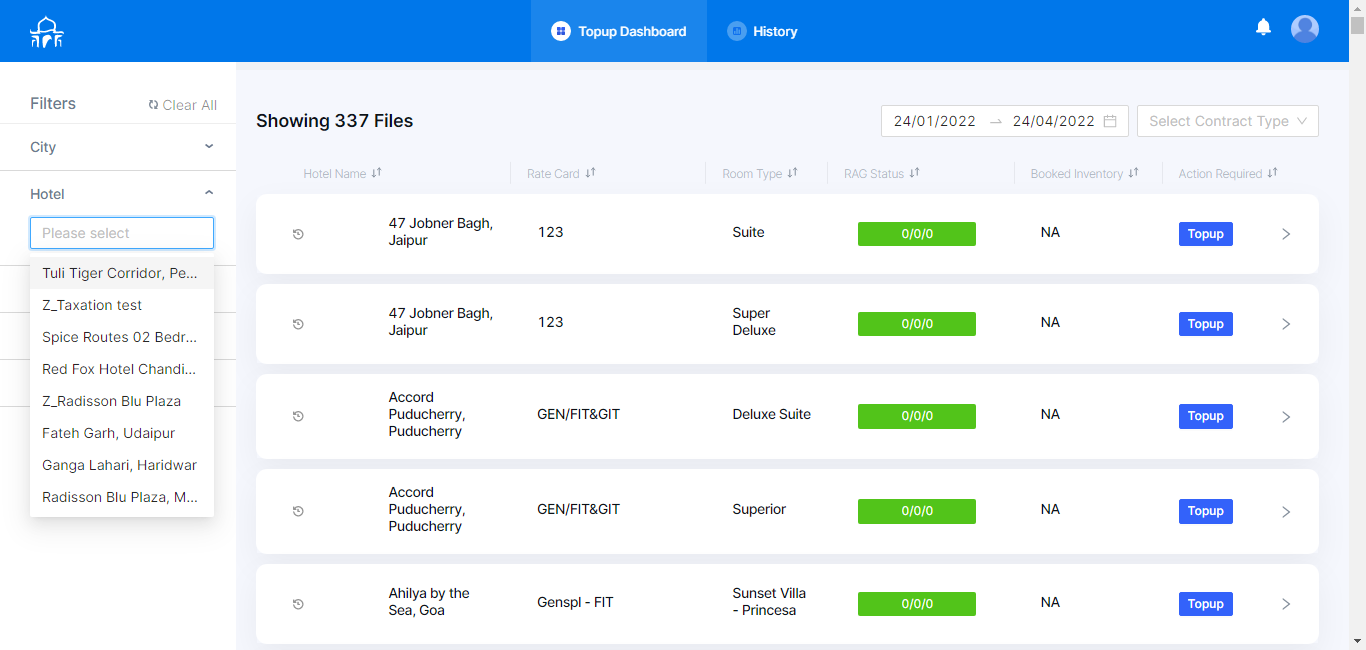 Topup Dashboard
History
Filters
Clear All
City
Hotel
Please select
Tuli Tiger Corridor, Pe...
Z_Taxation test
Spice Routes 02 Bedr...
Red Fox Hotel Chandi...
Z_Radisson Blu Plaza
Fateh Garh, Udaipur
Ganga Lahari, Haridwar
Radisson Blu Plaza, M...
Showing 337 Files
24/01/2022 → 24/04/2022
Select Contract Type
Hotel Name
Rate Card
Room Type
RAG Status
Booked Inventory
Action Required
47 Jobner Bagh,
Jaipur
123
Suite
0/0/0
NA
Topup
47 Jobner Bagh,
Jaipur
123
Super
Deluxe
0/0/0
NA
Topup
Accord
Puducherry,
Puducherry
GEN/FIT&GIT
Deluxe Suite
0/0/0
NA
Topup
Accord
Puducherry,
Puducherry
GEN/FIT&GIT
Superior
0/0/0
NA
Topup
Ahilya by the
Sea, Goa
Genspl - FIT
Sunset Villa
- Princesa
0/0/0
NA
Topup